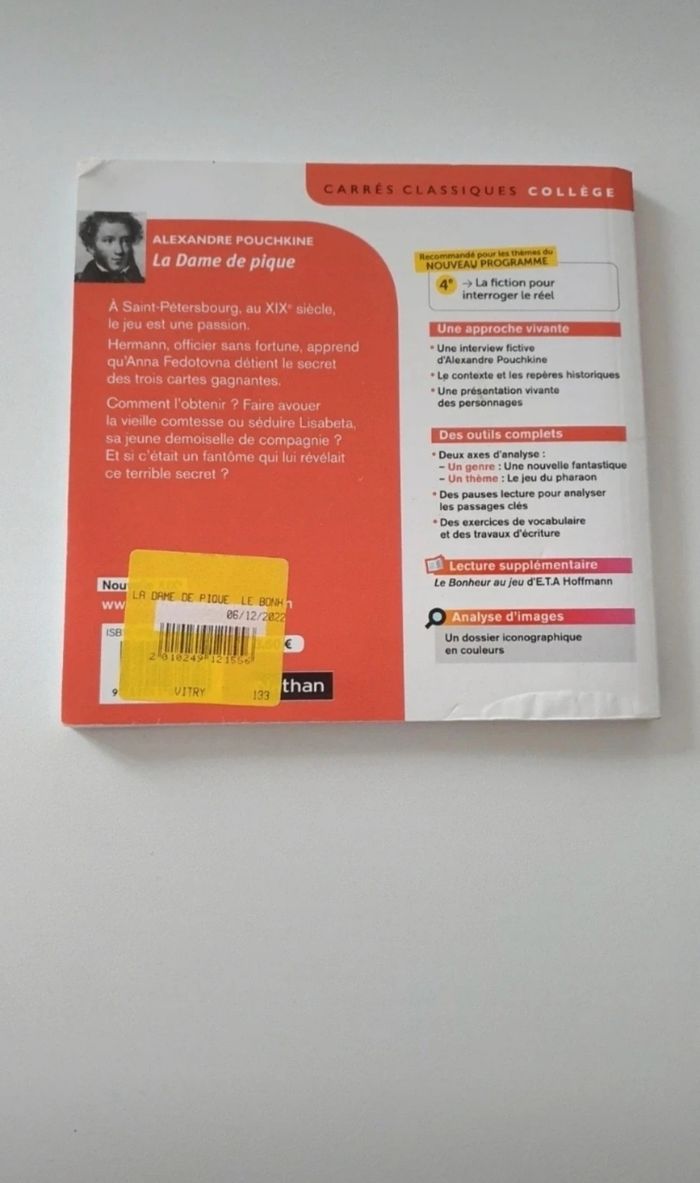 CARRÉS CLASSIQUES COLLÈGE
ALEXANDRE POUCHKINE
La Dame de pique
À Saint-Pétersbourg, au XIXe siècle,
le jeu est une passion.
Hermann, officier sans fortune, apprend
qu'Anna Fedotovna détient le secret
des trois cartes gagnantes.
Comment l'obtenir ? Faire avouer
la vieille comtesse ou séduire Lisabeta,
sa jeune demoiselle de compagnie ?
Et si c'était un fantôme qui lui révélait
ce terrible secret ?
LA DAME DE PIQUE LE BONH
06/12/2022
2 010249 121556
VITRY 133
€
ISB
Recommandé pour les thèmes du
NOUVEAU PROGRAMME
4e → La fiction pour
interroger le réel
Une approche vivante
• Une interview fictive
d'Alexandre Pouchkine
• Le contexte et les repères historiques
• Une présentation vivante
des personnages
Des outils complets
• Deux axes d'analyse :
– Un genre : Une nouvelle fantastique
– Un thème : Le jeu du pharaon
• Des pauses lecture pour analyser
les passages clés
• Des exercices de vocabulaire
et des travaux d'écriture
Lecture supplémentaire
Le Bonheur au jeu d'E.T.A Hoffmann
Analyse d'images
Un dossier iconographique
en couleurs